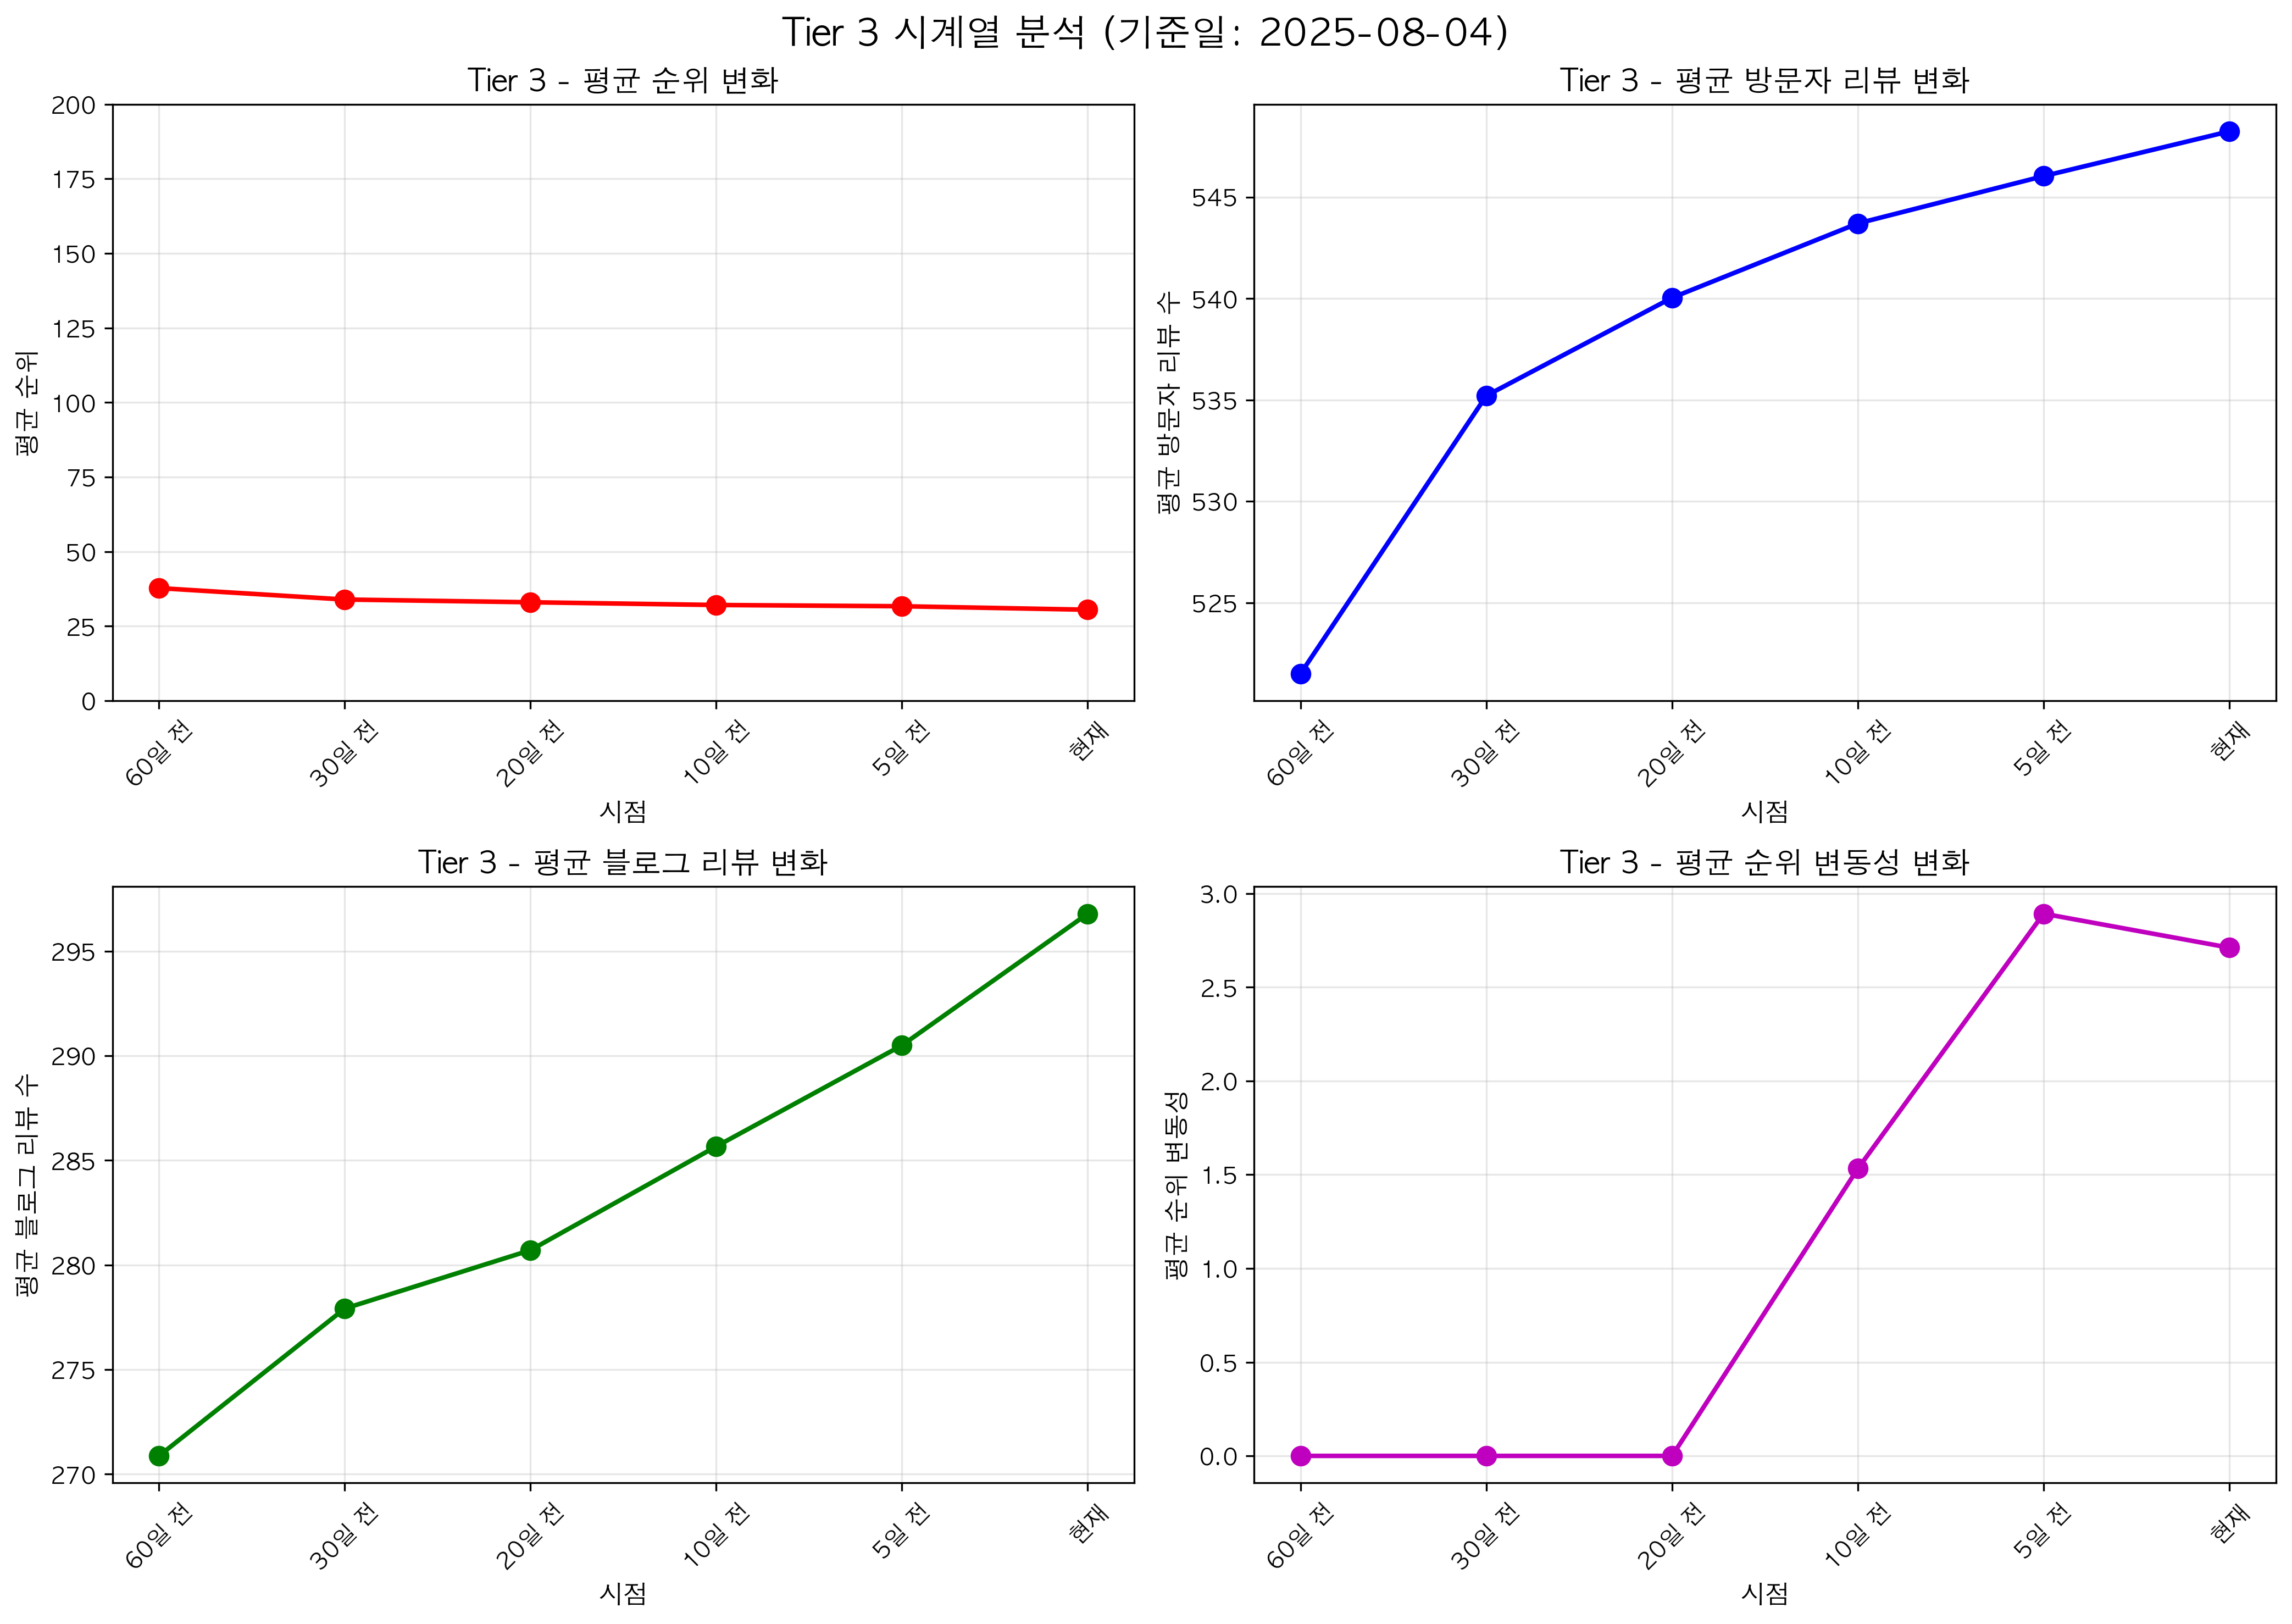 Tier 3 시계열 분석 (기준일: 2025-08-04)
Tier 3 - 평균 순위 변화
평균 순위
200
175
150
125
100
75
50
25
0
60일 전
30일 전
20일 전
10일 전
5일 전
현재
시점
Tier 3 - 평균 방문자 리뷰 변화
평균 방문자 리뷰 수
545
540
535
530
525
60일 전
30일 전
20일 전
10일 전
5일 전
현재
시점
Tier 3 - 평균 블로그 리뷰 변화
평균 블로그 리뷰 수
295
290
285
280
275
270
60일 전
30일 전
20일 전
10일 전
5일 전
현재
시점
Tier 3 - 평균 순위 변동성 변화
평균 순위 변동성
3.0
2.5
2.0
1.5
1.0
0.5
0.0
60일 전
30일 전
20일 전
10일 전
5일 전
현재
시점